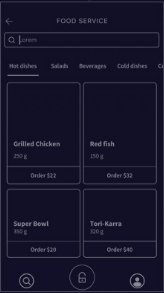 FOOD SERVICE
Lorem
Hot dishes Salads Beverages Cold dishes
Grilled Chicken Red fish
250 g 150 g
Order $22 Order $32
Super Bowl Tori-Karra
350 g 320 g
Order $20 Order $40